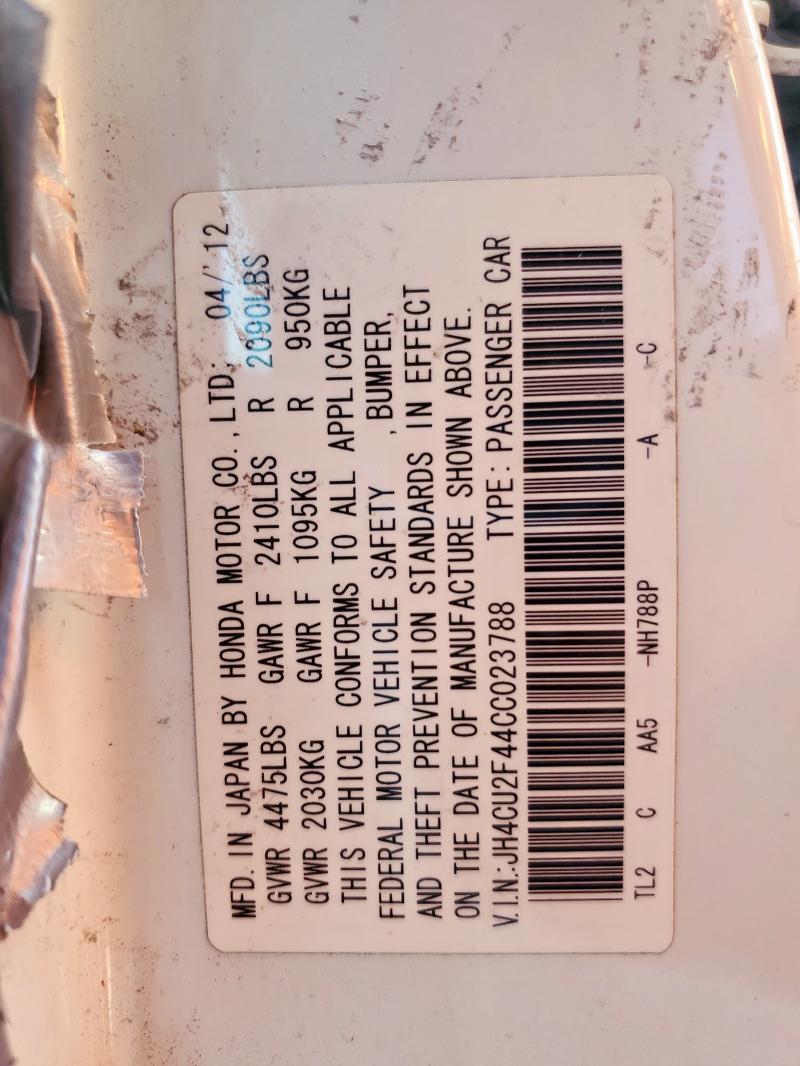 MFD. IN JAPAN BY HONDA MOTOR CO., LTD. 04/'12
GVWR 4475LBS GAWR F 2410LBS R 2090LBS
GVWR 2030KG GAWR F 1095KG R 950KG
THIS VEHICLE CONFORMS TO ALL APPLICABLE
FEDERAL MOTOR VEHICLE SAFETY , BUMPER,
AND THEFT PREVENTION STANDARDS IN EFFECT
ON THE DATE OF MANUFACTURE SHOWN ABOVE.
V.I.N.:JH4CU2F44CC023788 TYPE: PASSENGER CAR
TL2 C AA5 -NH788P -A -C